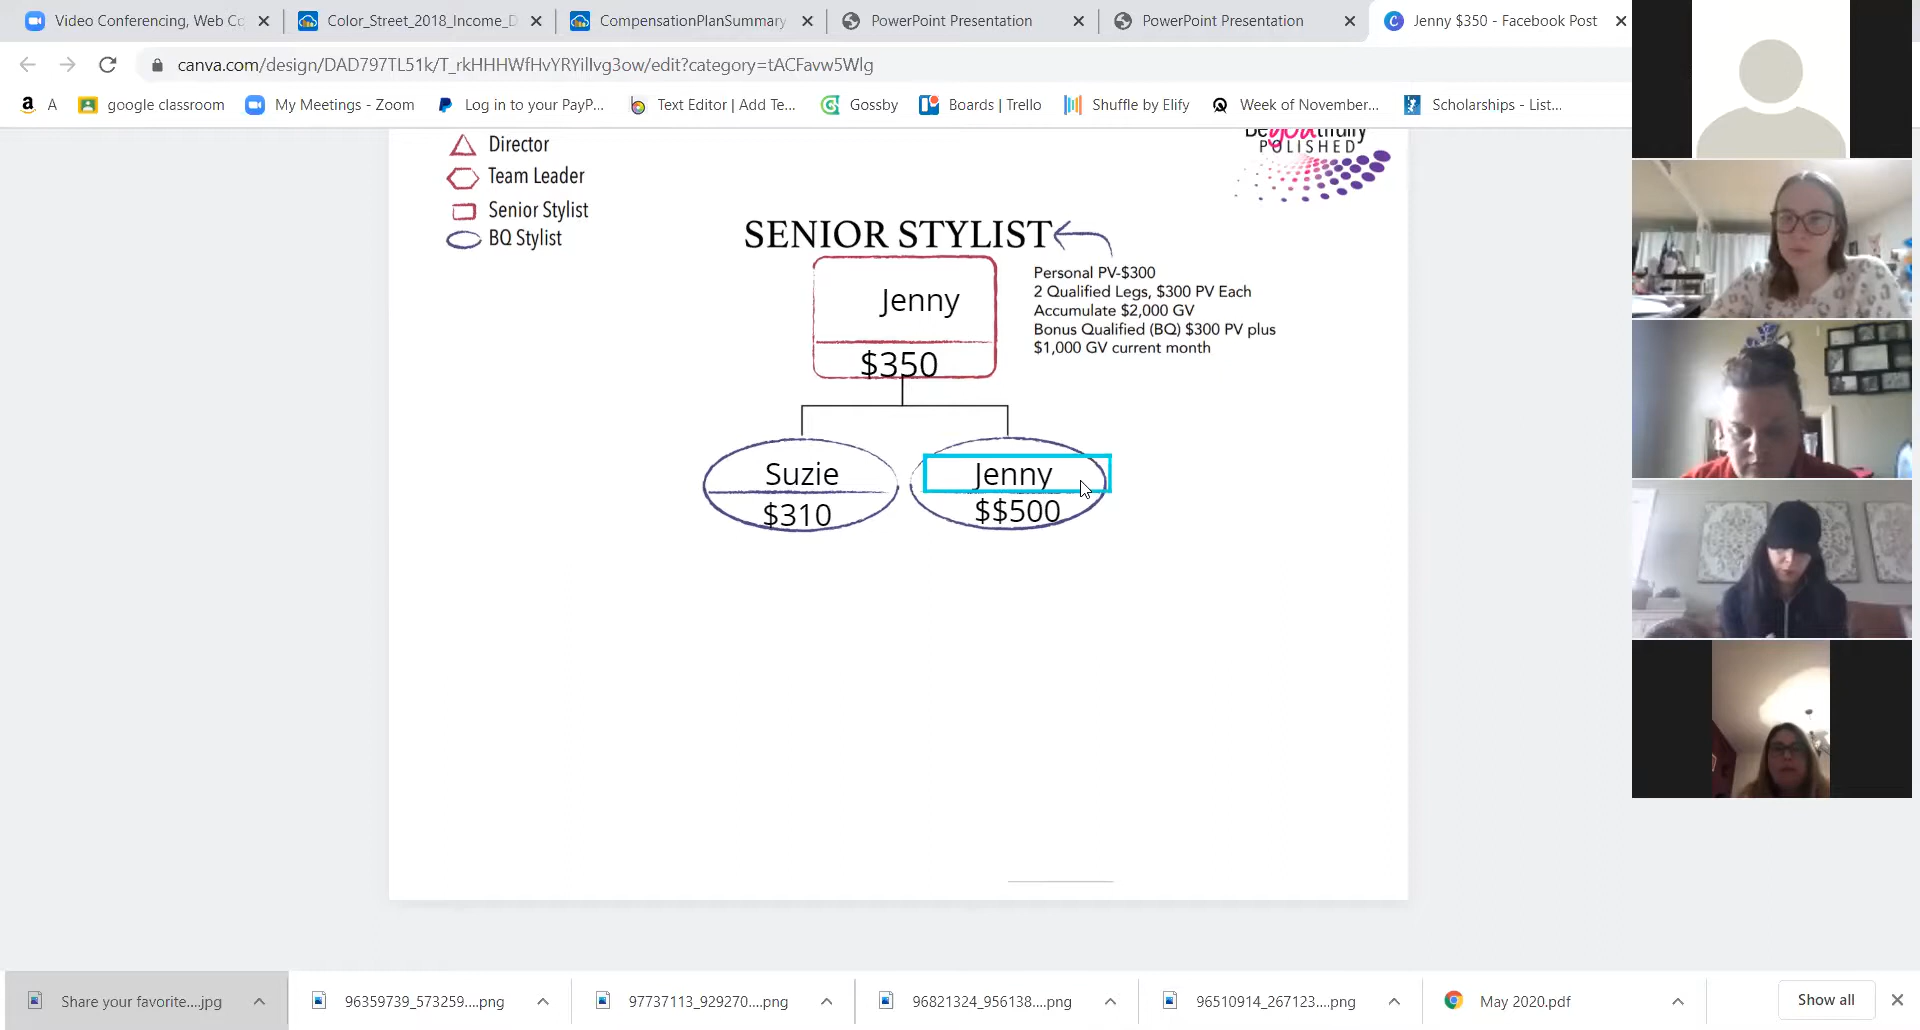 Video Conferencing, Web Co
Color_Street_2018_Income_D
CompensationPlanSummary
PowerPoint Presentation
PowerPoint Presentation
Jenny $350 - Facebook Post
canva.com/design/DAD797TL51k/T_rkHHHWfHvYRYiIlvg3ow/edit?category=tACFavw5Wlg
A
google classroom
My Meetings - Zoom
Log in to your PayP...
Text Editor | Add Te...
Gossby
Boards | Trello
Shuffle by Elify
Week of November...
Scholarships - List...
Director
Team Leader
Senior Stylist
BQ Stylist
Beyoutifully
POLISHED
SENIOR STYLIST
Jenny
$350
Personal PV-$300
2 Qualified Legs, $300 PV Each
Accumulate $2,000 GV
Bonus Qualified (BQ) $300 PV plus
$1,000 GV current month
Suzie
$310
Jenny
$$500
Share your favorite....jpg
96359739_573259....png
97737113_929270....png
96821324_956138....png
96510914_267123....png
May 2020.pdf
Show all